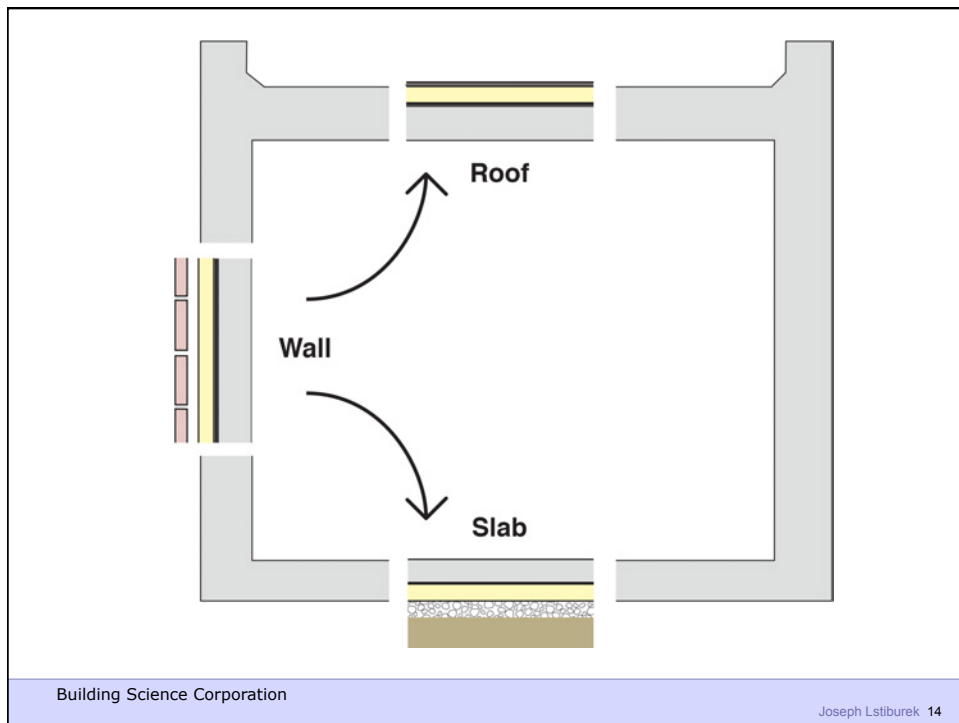 Roof
Wall
Slab
Building Science Corporation
Joseph Lstiburek 14